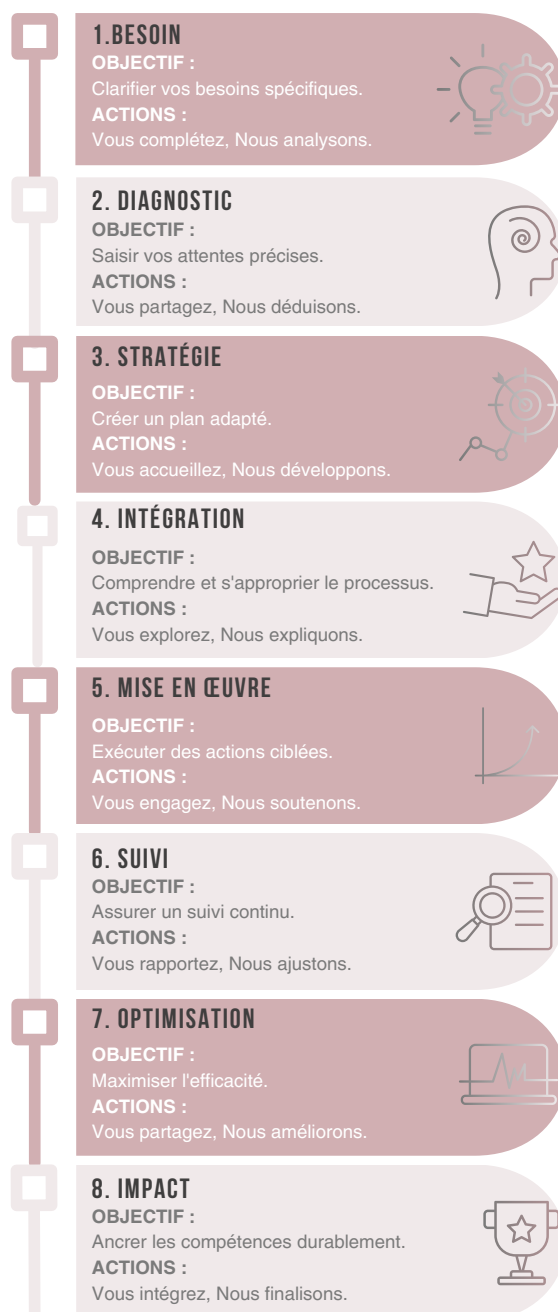 1.BESOIN
OBJECTIF :
Clarifier vos besoins spécifiques.
ACTIONS :
Vous complétez, Nous analysons.
2. DIAGNOSTIC
OBJECTIF :
Saisir vos attentes précises.
ACTIONS :
Vous partagez, Nous déduisons.
3. STRATÉGIE
OBJECTIF :
Créer un plan adapté.
ACTIONS :
Vous accueillez, Nous développons.
4. INTÉGRATION
OBJECTIF :
Comprendre et s'approprier le processus.
ACTIONS :
Vous explorez, Nous expliquons.
5. MISE EN ŒUVRE
OBJECTIF :
Exécuter des actions ciblées.
ACTIONS :
Vous engagez, Nous soutenons.
6. SUIVI
OBJECTIF :
Assurer un suivi continu.
ACTIONS :
Vous rapportez, Nous ajustons.
7. OPTIMISATION
OBJECTIF :
Maximiser l'efficacité.
ACTIONS :
Vous partagez, Nous améliorons.
8. IMPACT
OBJECTIF :
Ancrer les compétences durablement.
ACTIONS :
Vous intégrez, Nous finalisons.